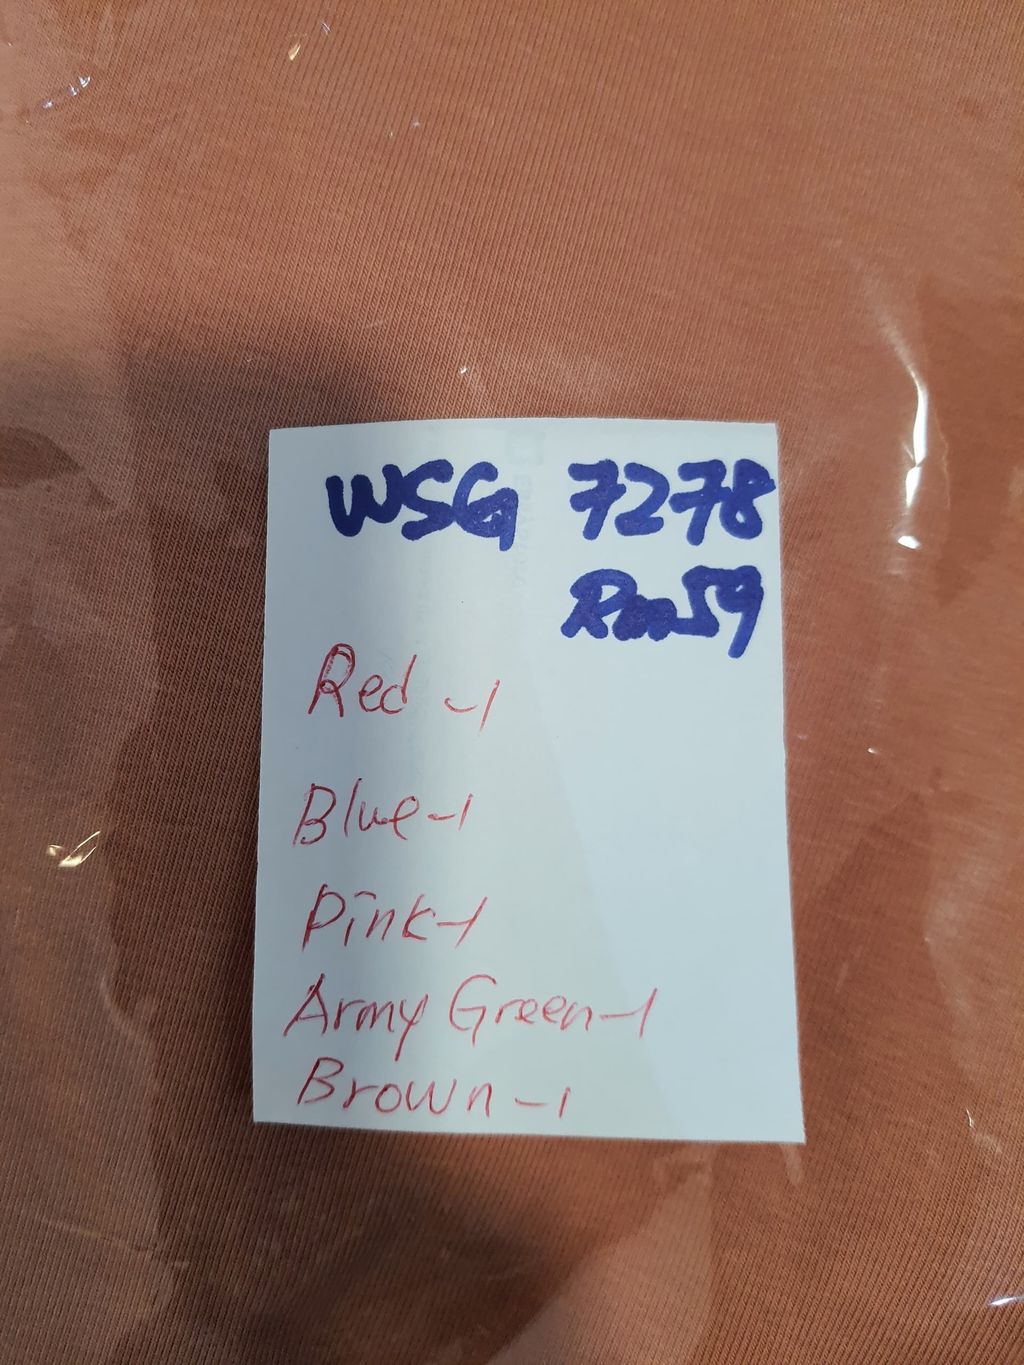 WSG 7278
Rm59
Red -1
Blue-1
Pink-1
Army Green-1
Brown -1